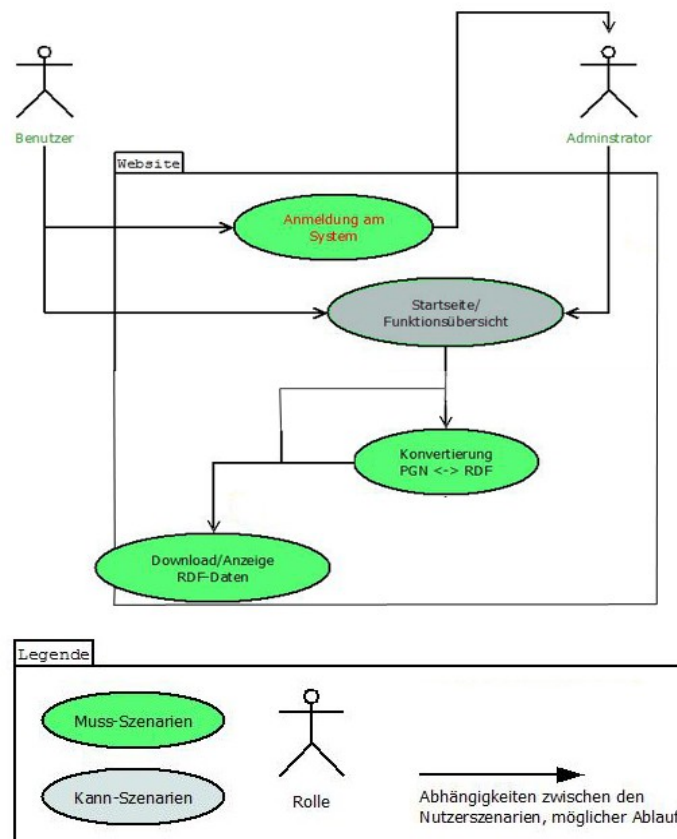 Benutzer
Adminstrator
Website
Anmeldung am
System
Startseite/
Funktionsübersicht
Konvertierung
PGN <-> RDF
Download/Anzeige
RDF-Daten
Legende
Muss-Szenarien
Kann-Szenarien
Rolle
Abhängigkeiten zwischen den
Nutzerszenarien, möglicher Ablauf